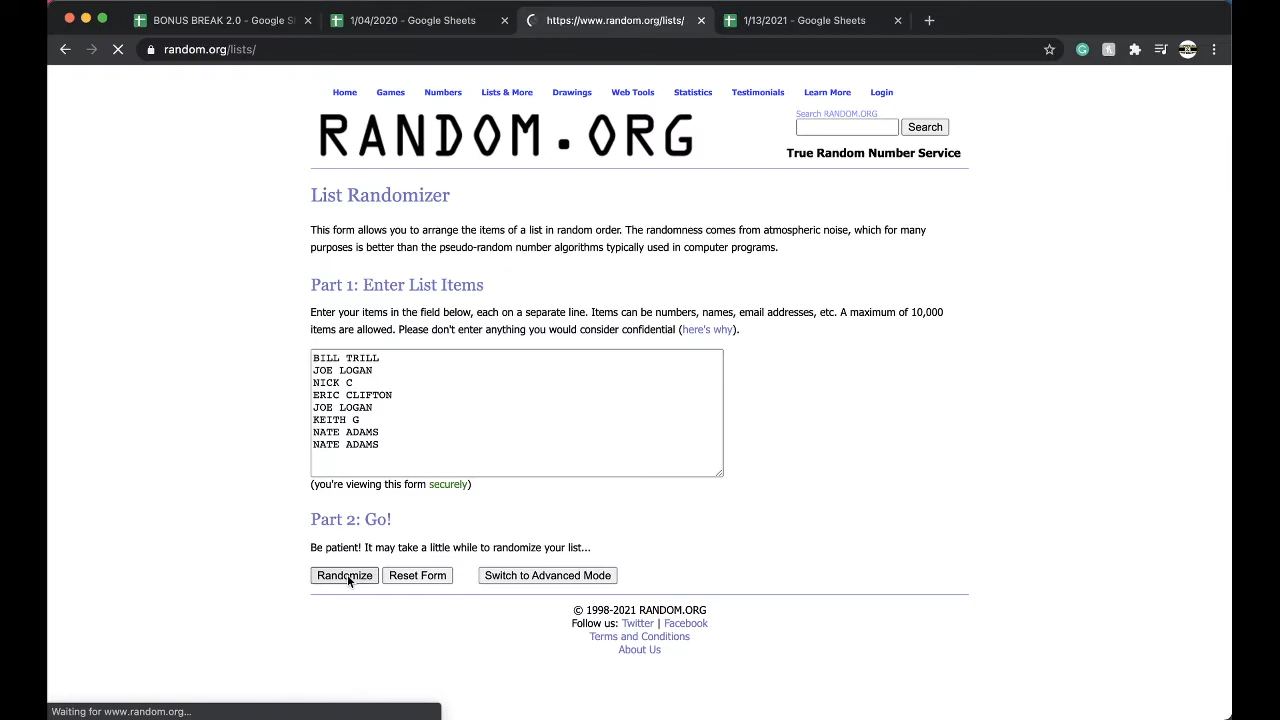 BONUS BREAK 2.0 - Google S
1/04/2020 - Google Sheets
https://www.random.org/lists/
1/13/2021 - Google Sheets
random.org/lists/
Home Games Numbers Lists & More Drawings Web Tools Statistics Testimonials Learn More Login
Search RANDOM.ORG
RANDOM.ORG
Search
True Random Number Service
List Randomizer
This form allows you to arrange the items of a list in random order. The randomness comes from atmospheric noise, which for many
purposes is better than the pseudo-random number algorithms typically used in computer programs.
Part 1: Enter List Items
Enter your items in the field below, each on a separate line. Items can be numbers, names, email addresses, etc. A maximum of 10,000
items are allowed. Please don't enter anything you would consider confidential (here's why).
BILL TRILL
JOE LOGAN
NICK C
ERIC CLIFTON
JOE LOGAN
KEITH G
NATE ADAMS
NATE ADAMS
(you're viewing this form securely)
Part 2: Go!
Be patient! It may take a little while to randomize your list...
Randomize Reset Form Switch to Advanced Mode
© 1998-2021 RANDOM.ORG
Follow us: Twitter | Facebook
Terms and Conditions
About Us
Waiting for www.random.org...